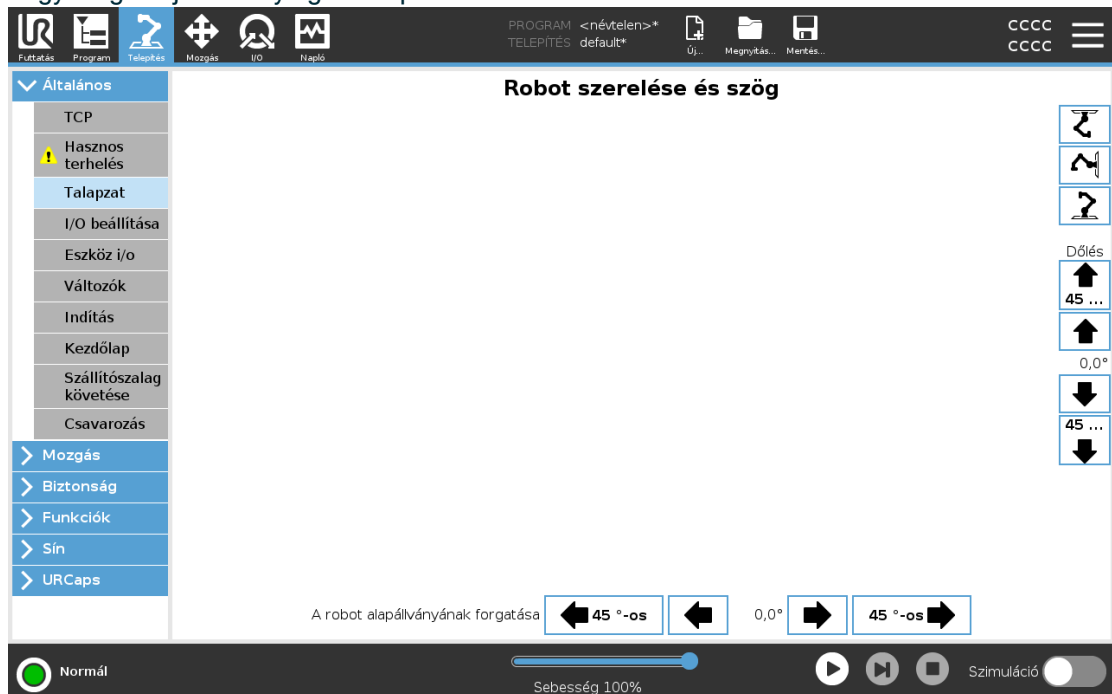 PROGRAM <névtelen>*
TELEPÍTÉS default*
CCCC
CCCC
Futtatás Program Telepítés Mozgás I/O Napló
Új... Megnyitás... Mentés...
Általános
Robot szerelése és szög
TCP
Hasznos
terhelés
Talapzat
I/O beállítása
Eszköz i/o
Változók
Indítás
Kezdőlap
Szállítószalag
követése
Csavarozás
Mozgás
Biztonság
Funkciók
Sín
URCaps
Dőlés
45 ...
0,0°
45 ...
A robot alapállványának forgatása 45 °-os 0,0° 45 °-os
Normál
Sebesség 100%
Szimuláció